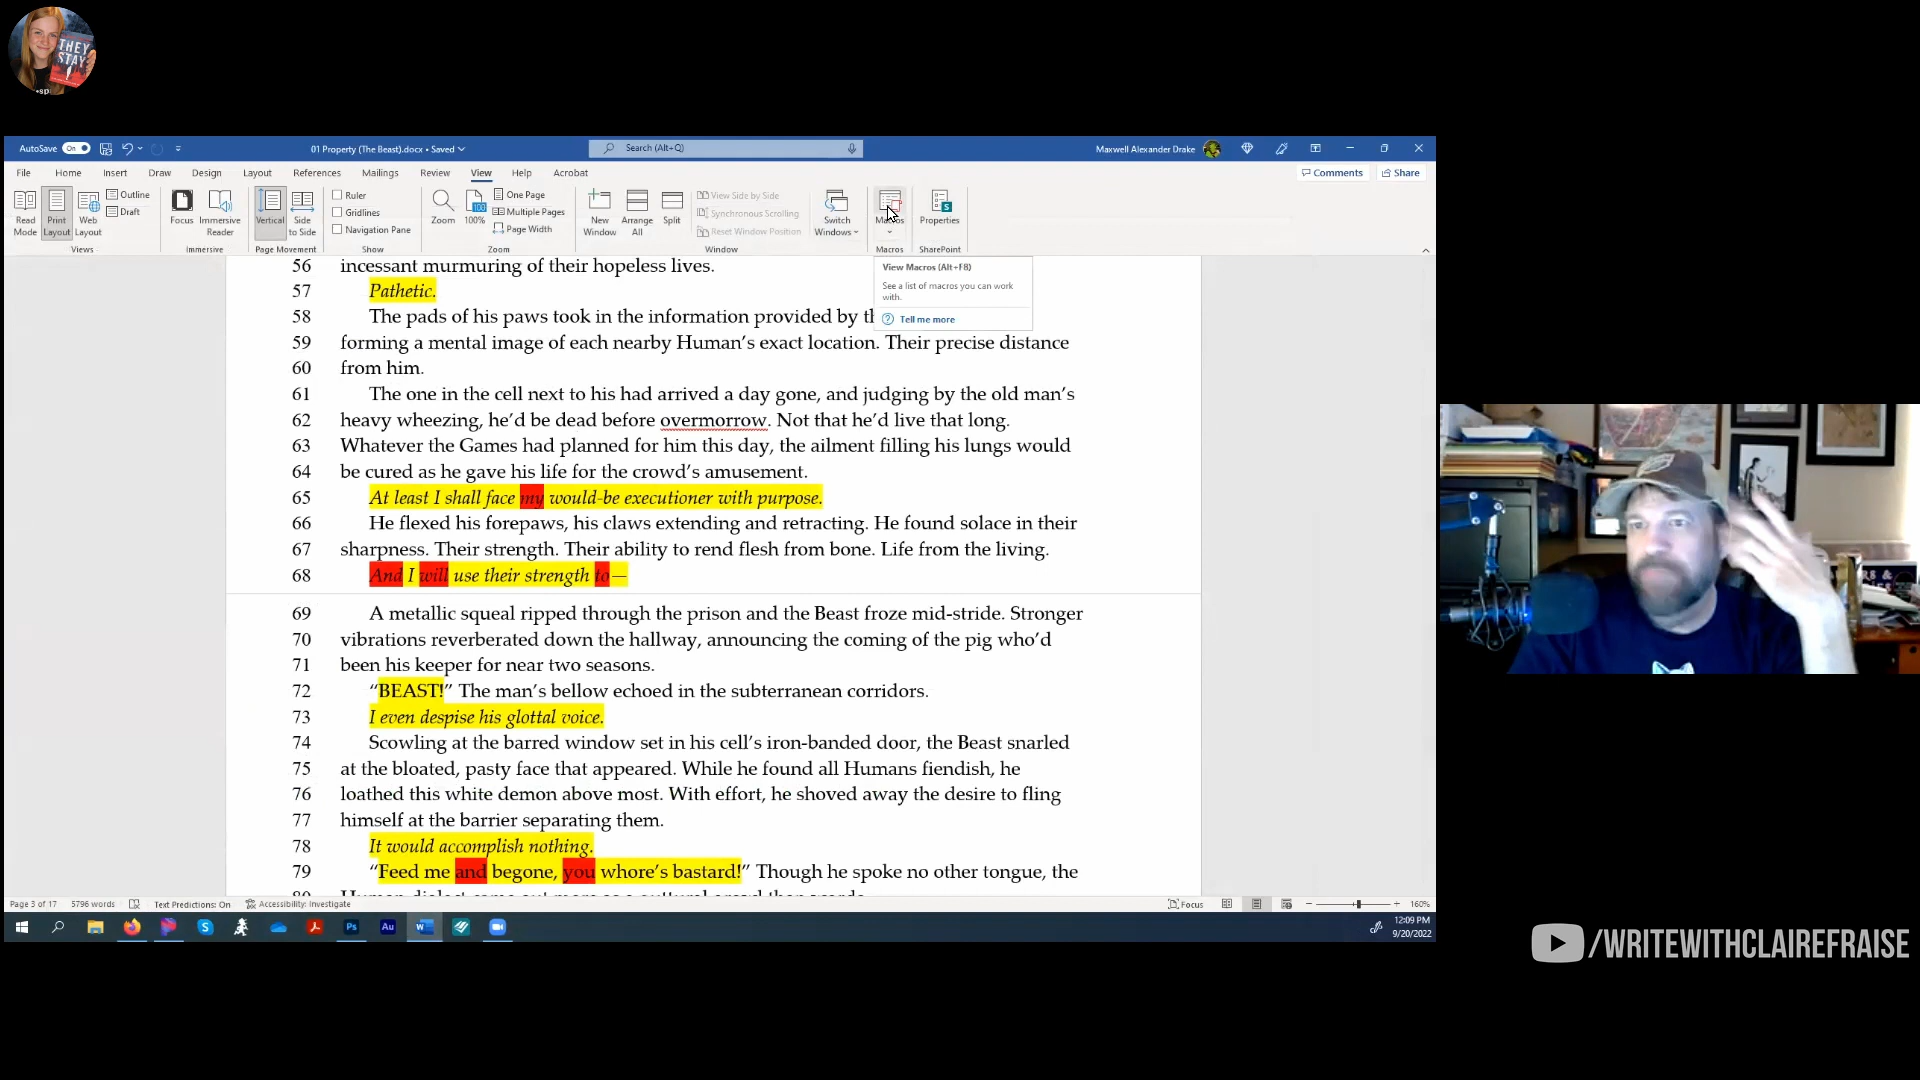 THEY
STAY
AutoSave On
01 Property (The Beast).docx • Saved
Search (Alt+Q)
Maxwell Alexander Drake
File Home Insert Draw Design Layout References Mailings Review View Help Acrobat
Comments Share
Read Mode
Print Layout
Web Layout
Outline
Draft
Views
Focus
Immersive Reader
Immersive
Vertical
Side to Side
Page Movement
Ruler
Gridlines
Navigation Pane
Show
Zoom
100
100%
One Page
Multiple Pages
Page Width
Zoom
New Window
Arrange All
Split
View Side by Side
Synchronous Scrolling
Reset Window Position
Window
Switch Windows
Macros
Macros
Properties
SharePoint
View Macros (Alt+F8)
See a list of macros you can work
with.
Tell me more
56 incessant murmuring of their hopeless lives.
57 Pathetic.
58 The pads of his paws took in the information provided by th
59 forming a mental image of each nearby Human’s exact location. Their precise distance
60 from him.
61 The one in the cell next to his had arrived a day gone, and judging by the old man’s
62 heavy wheezing, he’d be dead before overmorrow. Not that he’d live that long.
63 Whatever the Games had planned for him this day, the ailment filling his lungs would
64 be cured as he gave his life for the crowd’s amusement.
65 At least I shall face my would-be executioner with purpose.
66 He flexed his forepaws, his claws extending and retracting. He found solace in their
67 sharpness. Their strength. Their ability to rend flesh from bone. Life from the living.
68 And I will use their strength to—
69 A metallic squeal ripped through the prison and the Beast froze mid-stride. Stronger
70 vibrations reverberated down the hallway, announcing the coming of the pig who’d
71 been his keeper for near two seasons.
72 “BEAST!” The man’s bellow echoed in the subterranean corridors.
73 I even despise his glottal voice.
74 Scowling at the barred window set in his cell’s iron-banded door, the Beast snarled
75 at the bloated, pasty face that appeared. While he found all Humans fiendish, he
76 loathed this white demon above most. With effort, he shoved away the desire to fling
77 himself at the barrier separating them.
78 It would accomplish nothing.
79 “Feed me and begone, you whore’s bastard!” Though he spoke no other tongue, the
Page 3 of 17 5796 words Text Predictions: On Accessibility: Investigate
Focus 160%
Ps Au
12:09 PM
9/20/2022
/WRITEWITHCLAIREFRAISE